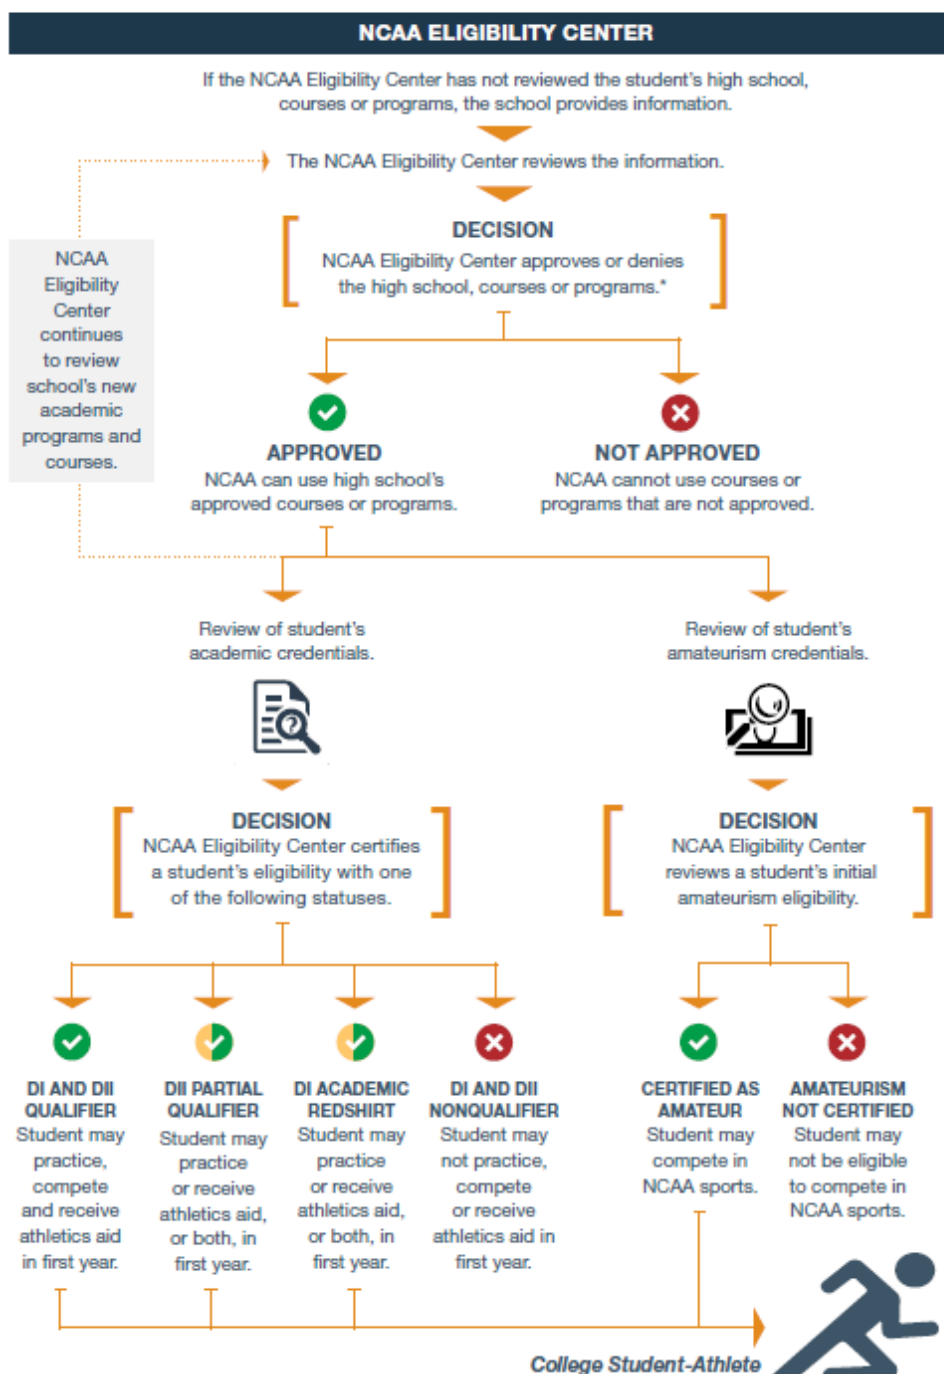 NCAA ELIGIBILITY CENTER
If the NCAA Eligibility Center has not reviewed the student's high school,
courses or programs, the school provides information.
The NCAA Eligibility Center reviews the information.
DECISION
NCAA Eligibility Center approves or denies
the high school, courses or programs.*
NCAA
Eligibility
Center
continues
to review
school's new
academic
programs and
courses.
APPROVED
NCAA can use high school's
approved courses or programs.
NOT APPROVED
NCAA cannot use courses or
programs that are not approved.
Review of student's
academic credentials.
Review of student's
amateurism credentials.
?
DECISION
NCAA Eligibility Center certifies
a student's eligibility with one
of the following statuses.
DECISION
NCAA Eligibility Center
reviews a student's initial
amateurism eligibility.
DI AND DII
QUALIFIER
Student may
practice,
compete
and receive
athletics aid
in first year.
DII PARTIAL
QUALIFIER
Student may
practice
or receive
athletics aid,
or both, in
first year.
DI ACADEMIC
REDSHIRT
Student may
practice
or receive
athletics aid,
or both, in
first year.
DI AND DII
NONQUALIFIER
Student may
not practice,
compete
or receive
athletics aid in
first year.
CERTIFIED AS
AMATEUR
Student may
compete in
NCAA sports.
AMATEURISM
NOT CERTIFIED
Student may
not be eligible
to compete in
NCAA sports.
College Student-Athlete